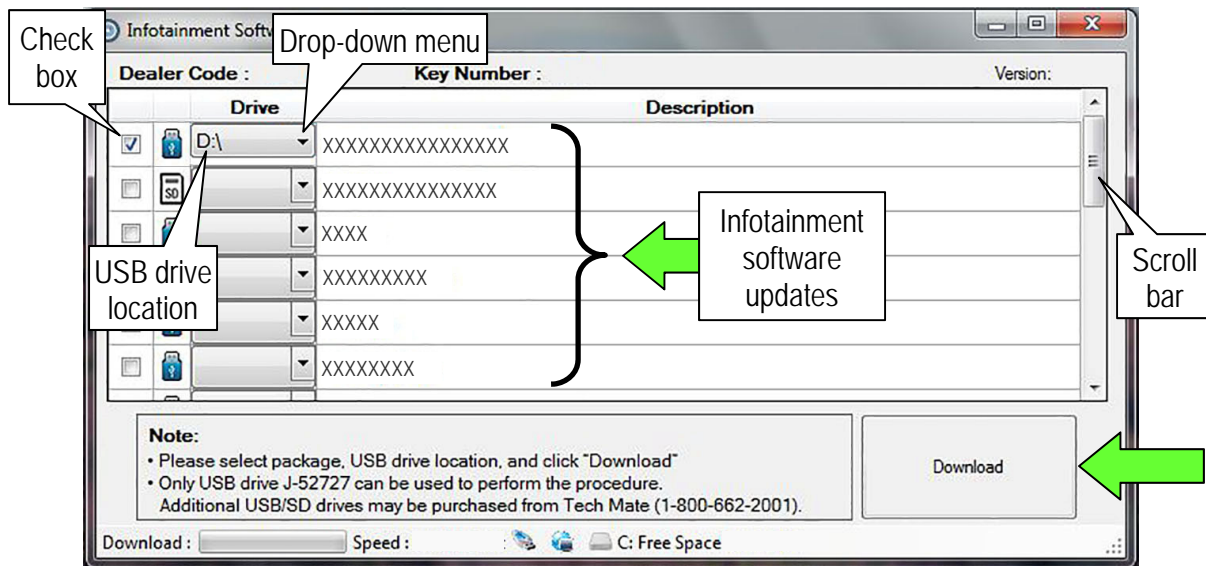 Infotainment Softw
Check
box
Drop-down menu
Dealer Code :
Key Number :
Version:
Drive
Description
D:\
XXXXXXXXXXXXXXXX
SD
XXXXXXXXXXXXXXX
XXXX
XXXXXXXXX
XXXXX
XXXXXXXX
USB drive
location
Infotainment
software
updates
Scroll
bar
Note:
• Please select package, USB drive location, and click "Download"
• Only USB drive J-52727 can be used to perform the procedure.
Additional USB/SD drives may be purchased from Tech Mate (1-800-662-2001).
Download
Download :
Speed :
:
C: Free Space